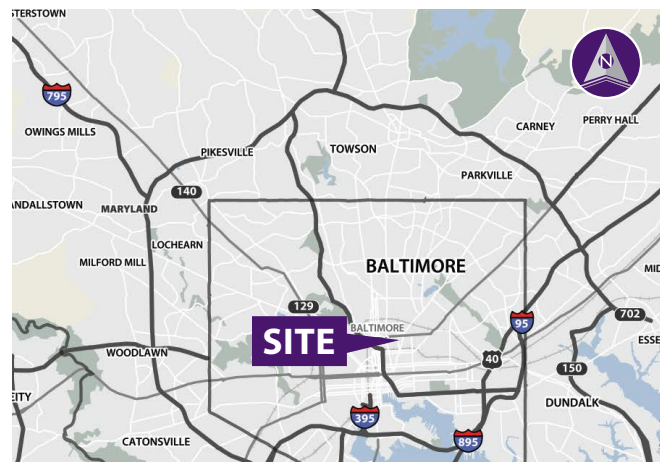 STERSTOWN
N
795
PERRY HALL
CARNEY
OWINGS MILLS
TOWSON
PIKESVILLE
PARKVILLE
140
ANDALLSTOWN
MARYLAND
LOCHEARN
MILFORD MILL
BALTIMORE
MID
129
702
95
BALTIMORE
SITE
ESSE
WOODLAWN
40
150
CITY
DUNDALK
395
CATONSVILLE
895